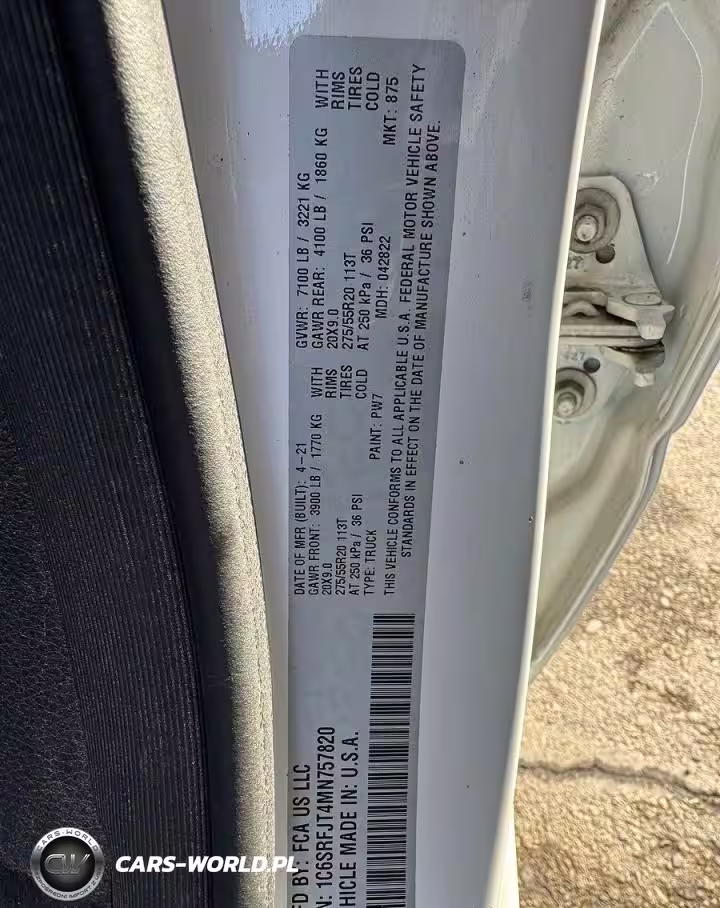 FD BY: FCA US LLC
N: 1C6SRFJT4MN757820
HICLE MADE IN: U.S.A.
DATE OF MFR (BUILT): 4-21
GVWR: 7100 LB / 3221 KG
GAWR FRONT: 3900 LB / 1770 KG WITH
GAWR REAR: 4100 LB / 1860 KG WITH
20X9.0 RIMS
20X9.0 RIMS
275/55R20 113T TIRES
275/55R20 113T TIRES
AT 250 kPa / 36 PSI COLD
AT 250 kPa / 36 PSI COLD
TYPE: TRUCK PAINT: PW7 MDH: 042822 MKT: 875
THIS VEHICLE CONFORMS TO ALL APPLICABLE U.S.A. FEDERAL MOTOR VEHICLE SAFETY
STANDARDS IN EFFECT ON THE DATE OF MANUFACTURE SHOWN ABOVE.
427
CW
CARS-WORLD.PL